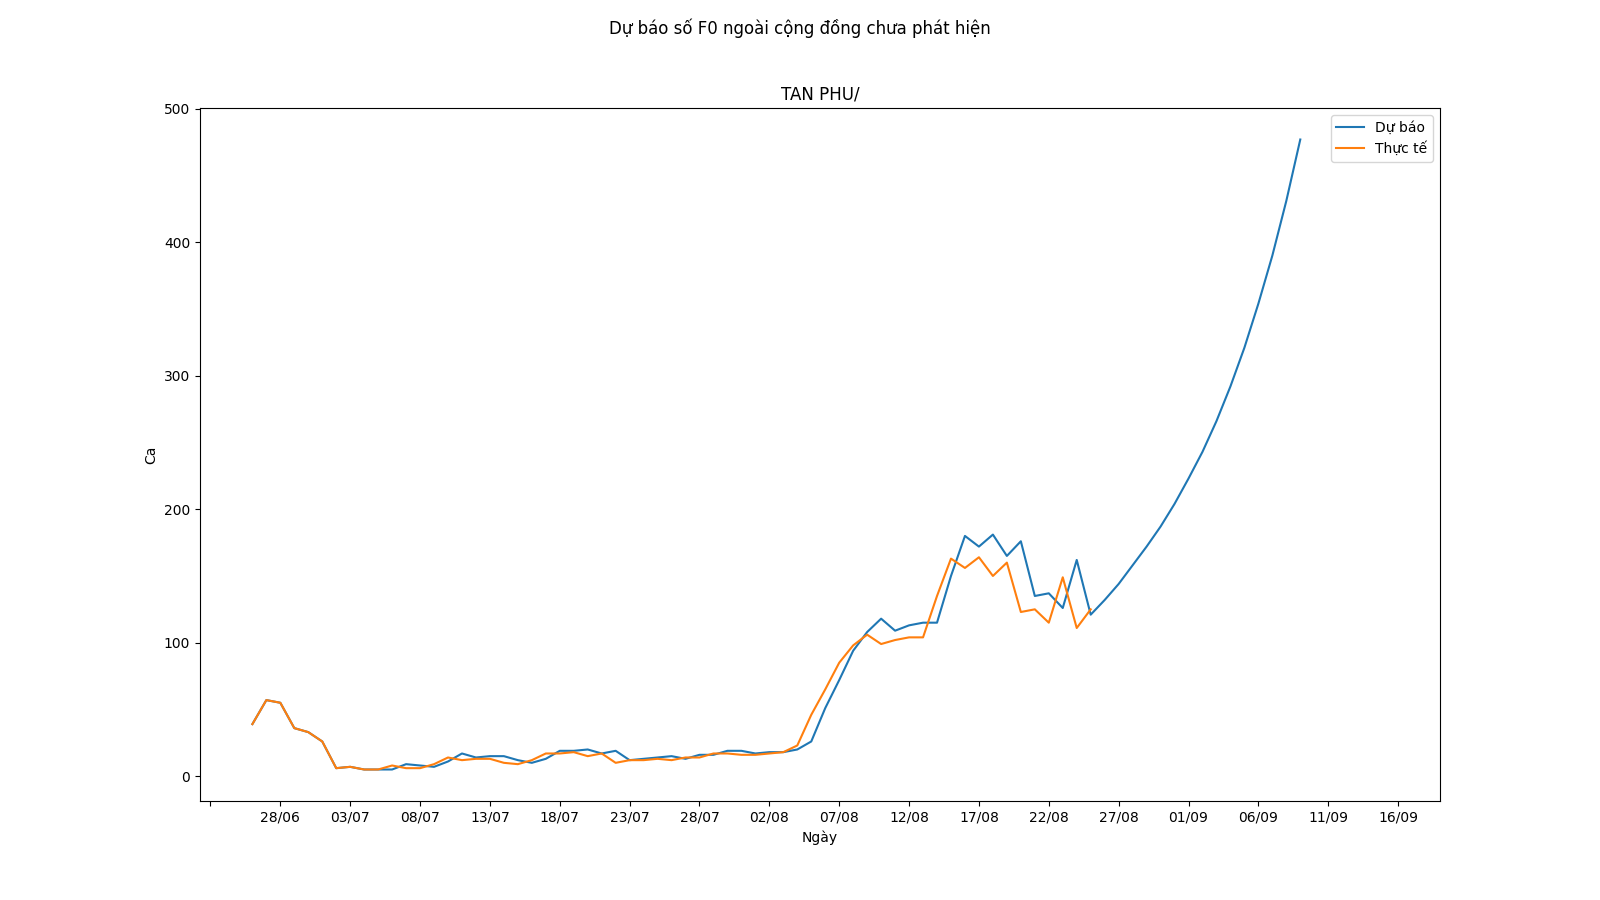 Dự báo số F0 ngoài cộng đồng chưa phát hiện
TAN PHU/
500
400
300
200
100
0
Ca
Dự báo
Thực tế
28/06 03/07 08/07 13/07 18/07 23/07 28/07 02/08 07/08 12/08 17/08 22/08 27/08 01/09 06/09 11/09 16/09
Ngày